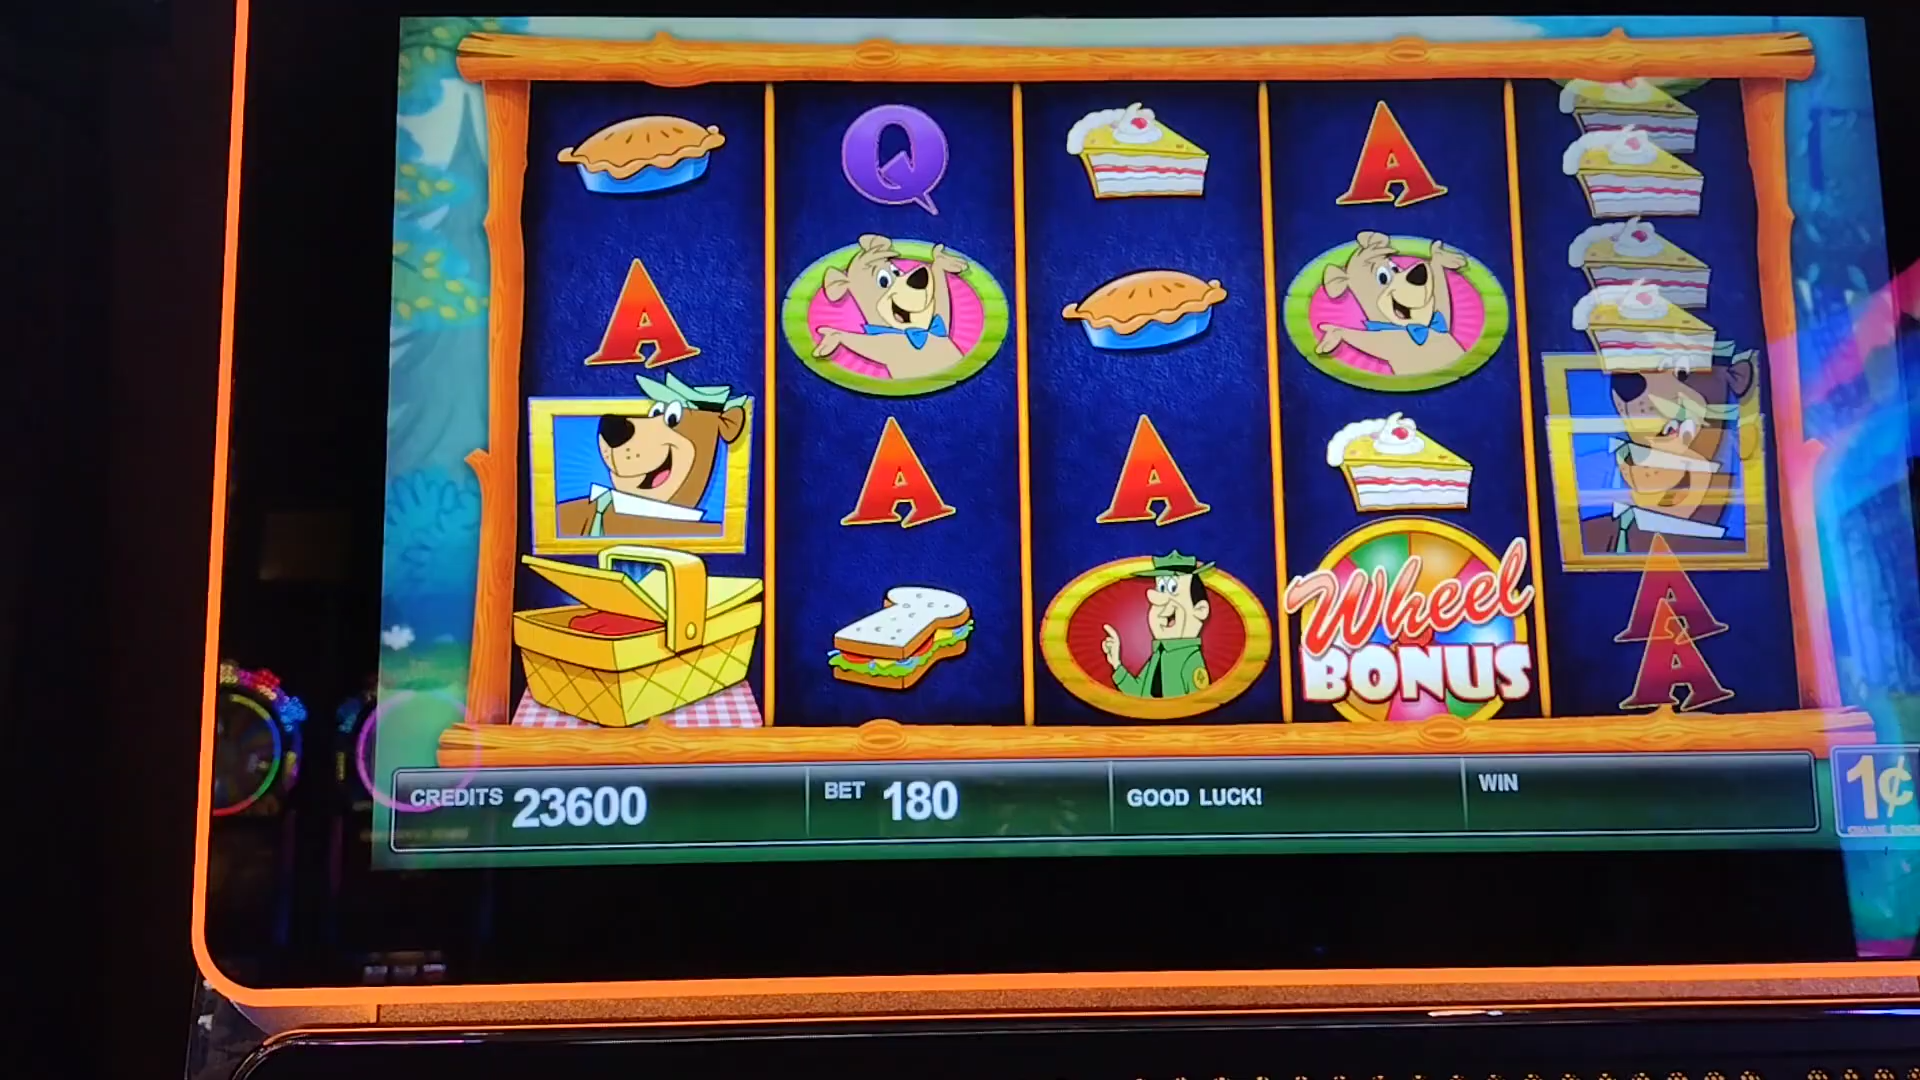 Q
A
A
A
A
Wheel
BONUS
A
A
CREDITS 23600
BET 180
GOOD LUCK!
WIN
1¢